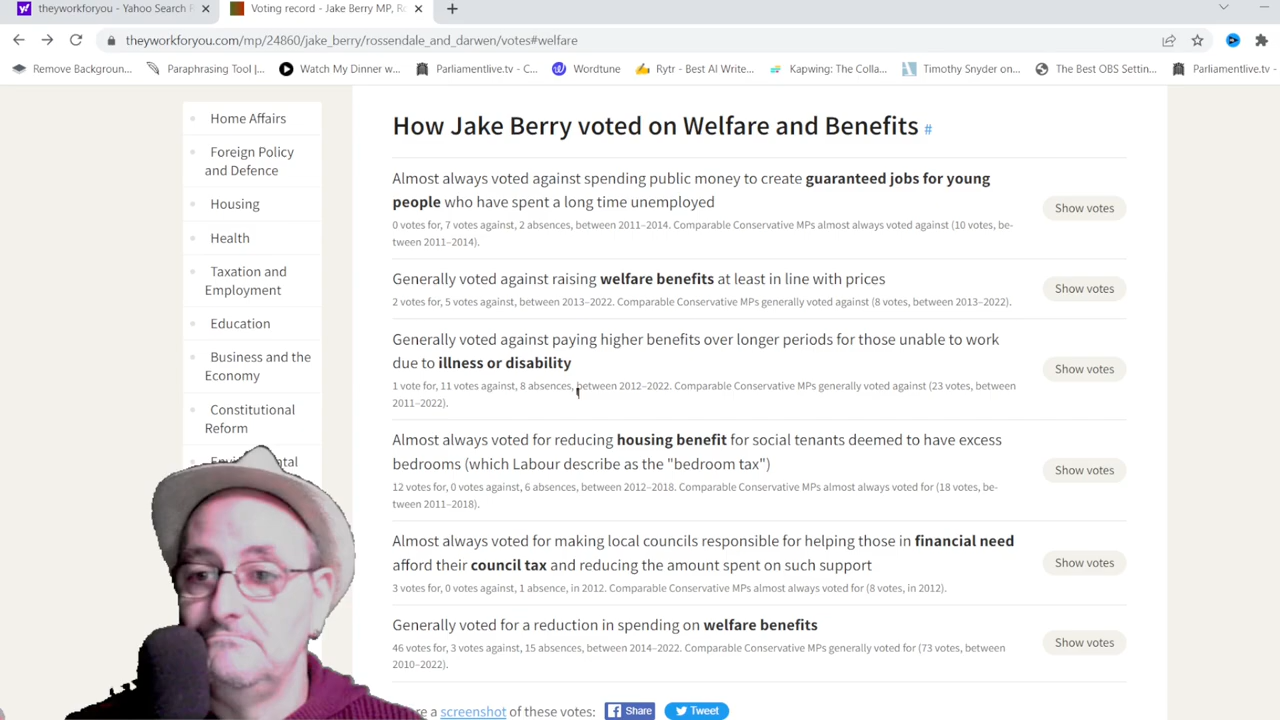 theyworkforyou - Yahoo Search R
Voting record - Jake Berry MP, Ro
theyworkforyou.com/mp/24860/jake_berry/rossendale_and_darwen/votes#welfare
Remove Backgroun...
Paraphrasing Tool |...
Watch My Dinner w...
Parliamentlive.tv - C...
Wordtune
Rytr - Best AI Write...
Kapwing: The Colla...
Timothy Snyder on...
The Best OBS Settin...
Parliamentlive.tv -
Home Affairs
Foreign Policy
and Defence
Housing
Health
Taxation and
Employment
Education
Business and the
Economy
Constitutional
Reform
How Jake Berry voted on Welfare and Benefits #
Almost always voted against spending public money to create guaranteed jobs for young
people who have spent a long time unemployed
0 votes for, 7 votes against, 2 absences, between 2011–2014. Comparable Conservative MPs almost always voted against (10 votes, be-
tween 2011–2014).
Show votes
Generally voted against raising welfare benefits at least in line with prices
2 votes for, 5 votes against, between 2013–2022. Comparable Conservative MPs generally voted against (8 votes, between 2013–2022).
Show votes
Generally voted against paying higher benefits over longer periods for those unable to work
due to illness or disability
1 vote for, 11 votes against, 8 absences, between 2012–2022. Comparable Conservative MPs generally voted against (23 votes, between
2011–2022).
Show votes
Almost always voted for reducing housing benefit for social tenants deemed to have excess
bedrooms (which Labour describe as the "bedroom tax")
12 votes for, 0 votes against, 6 absences, between 2012–2018. Comparable Conservative MPs almost always voted for (18 votes, be-
tween 2011–2018).
Show votes
Almost always voted for making local councils responsible for helping those in financial need
afford their council tax and reducing the amount spent on such support
3 votes for, 0 votes against, 1 absence, in 2012. Comparable Conservative MPs almost always voted for (8 votes, in 2012).
Show votes
Generally voted for a reduction in spending on welfare benefits
46 votes for, 3 votes against, 15 absences, between 2014–2022. Comparable Conservative MPs generally voted for (73 votes, between
2010–2022).
Show votes
a screenshot of these votes:
Share
Tweet